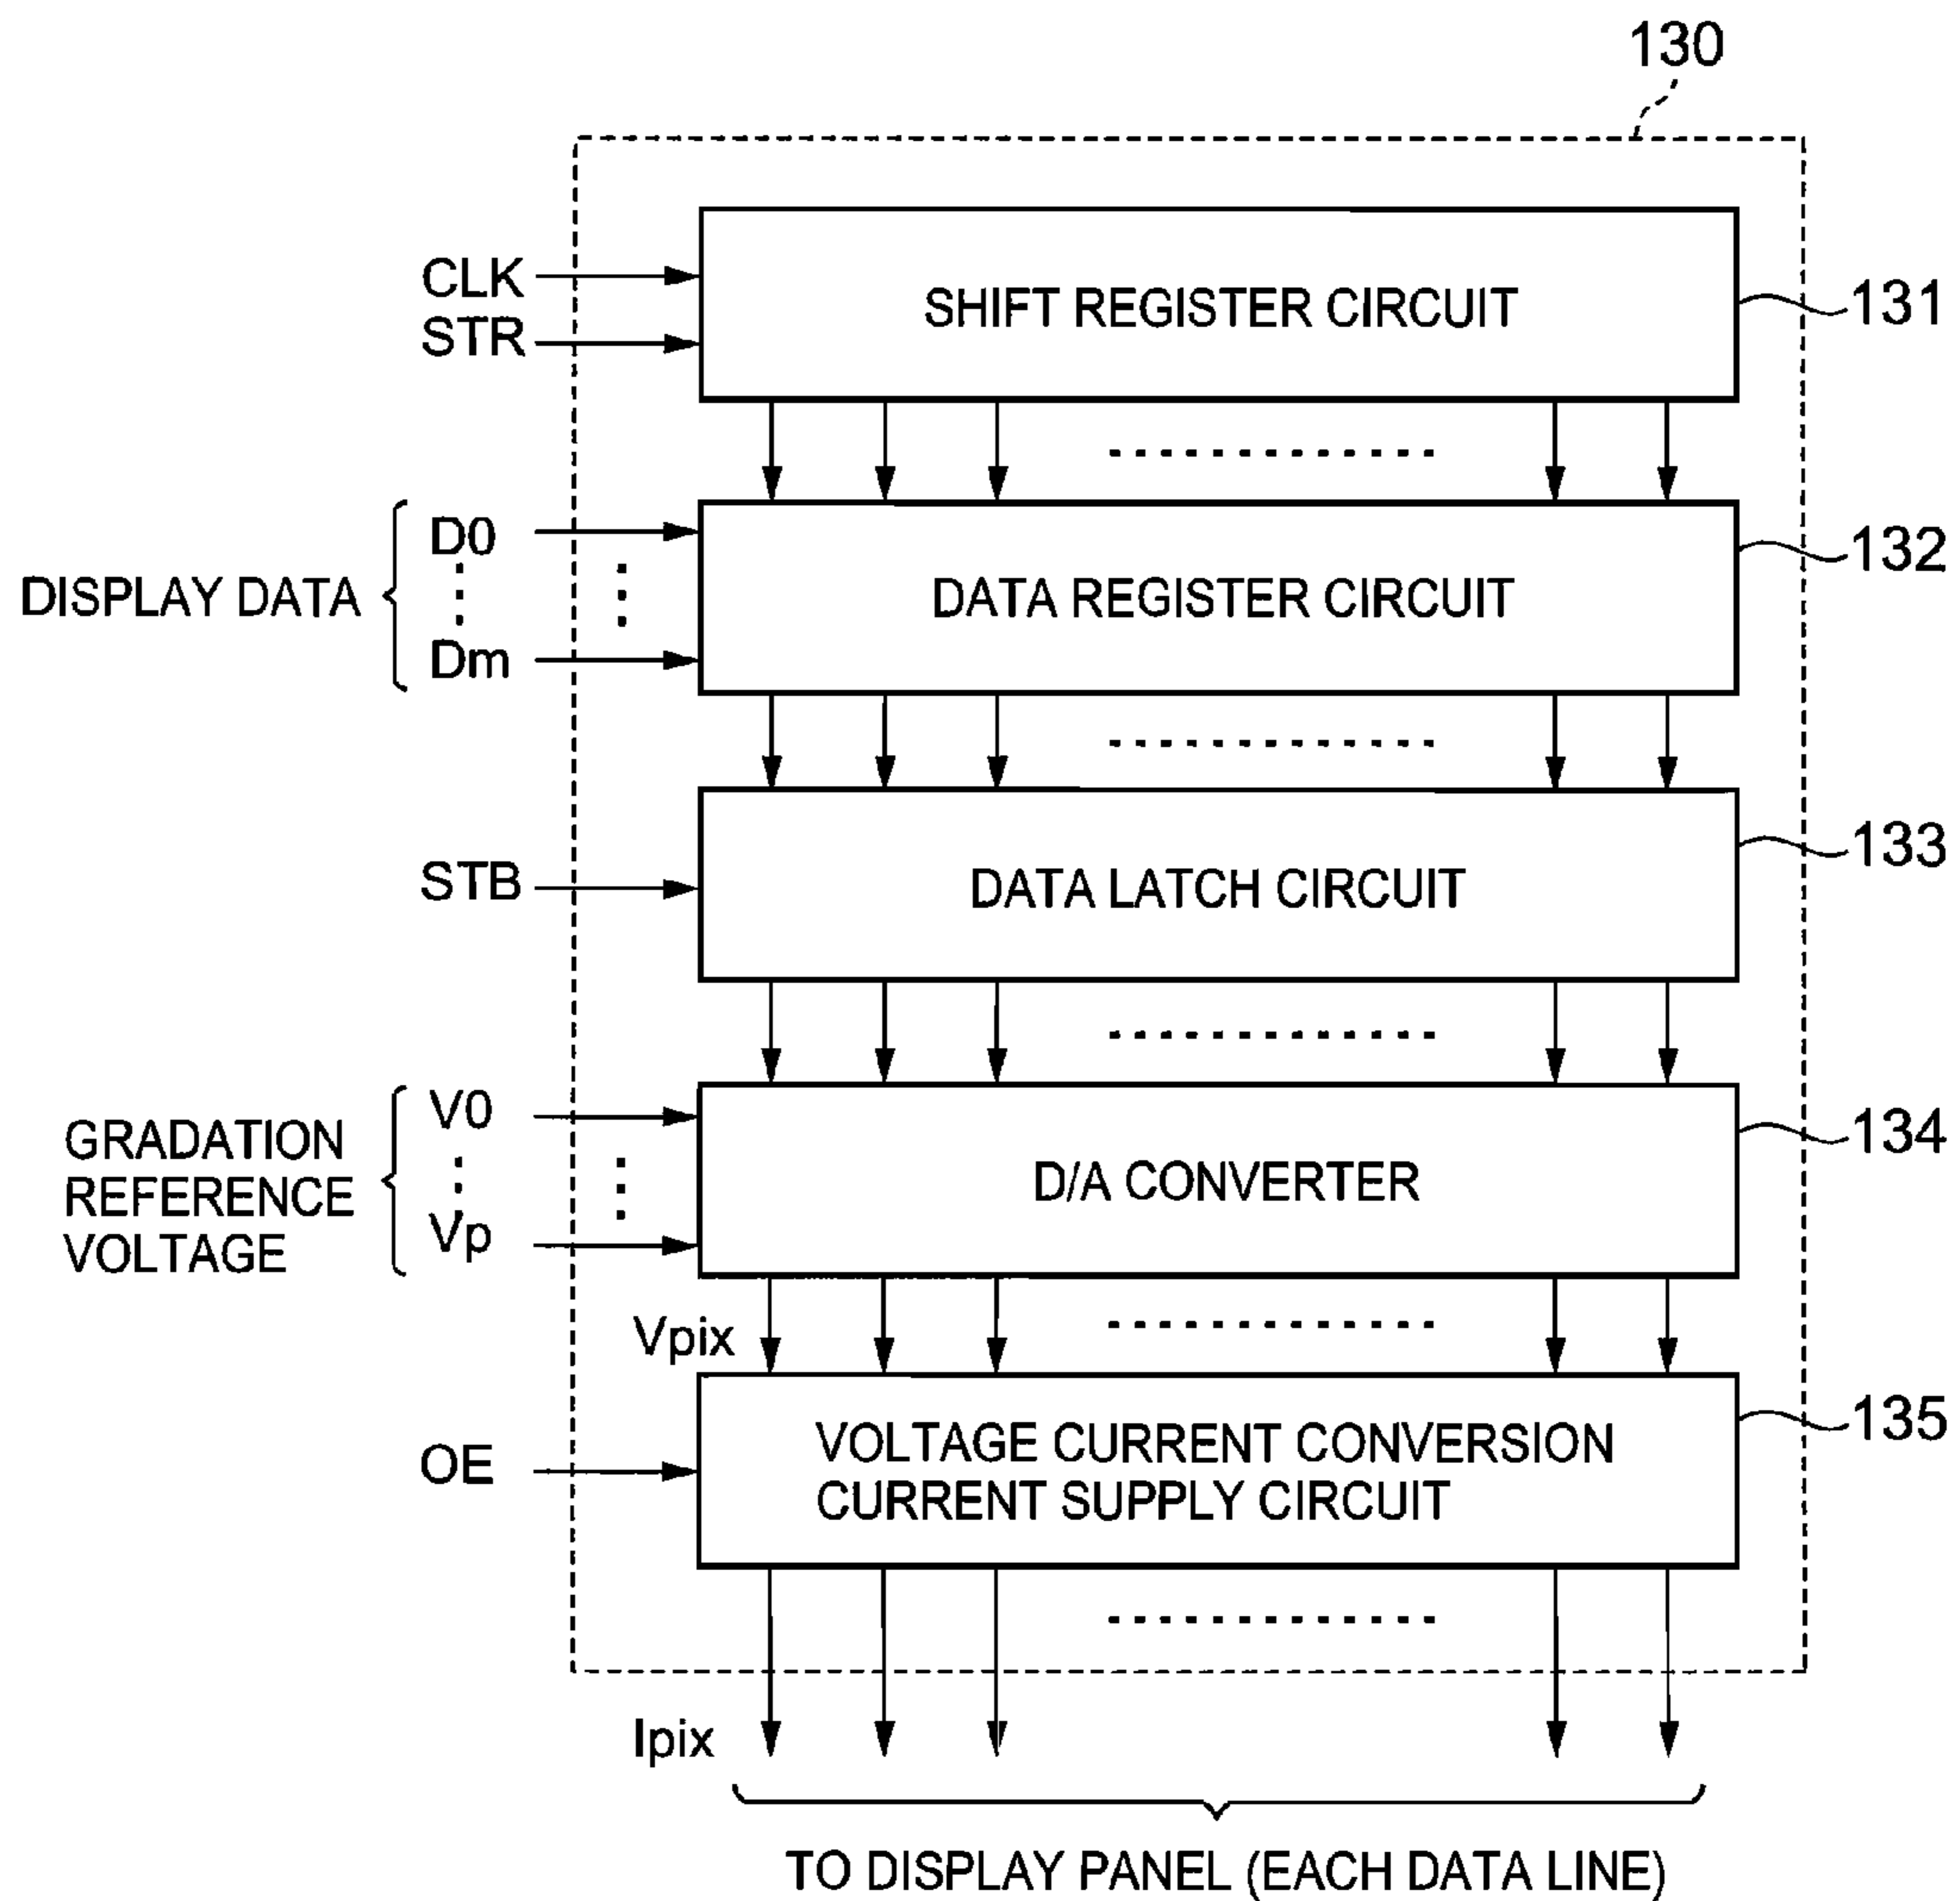 130
CLK
STR
SHIFT REGISTER CIRCUIT
131
DISPLAY DATA
D0
Dm
DATA REGISTER CIRCUIT
132
STB
DATA LATCH CIRCUIT
133
GRADATION
REFERENCE
VOLTAGE
V0
Vp
D/A CONVERTER
134
Vpix
OE
VOLTAGE CURRENT CONVERSION
CURRENT SUPPLY CIRCUIT
135
Ipix
TO DISPLAY PANEL (EACH DATA LINE)